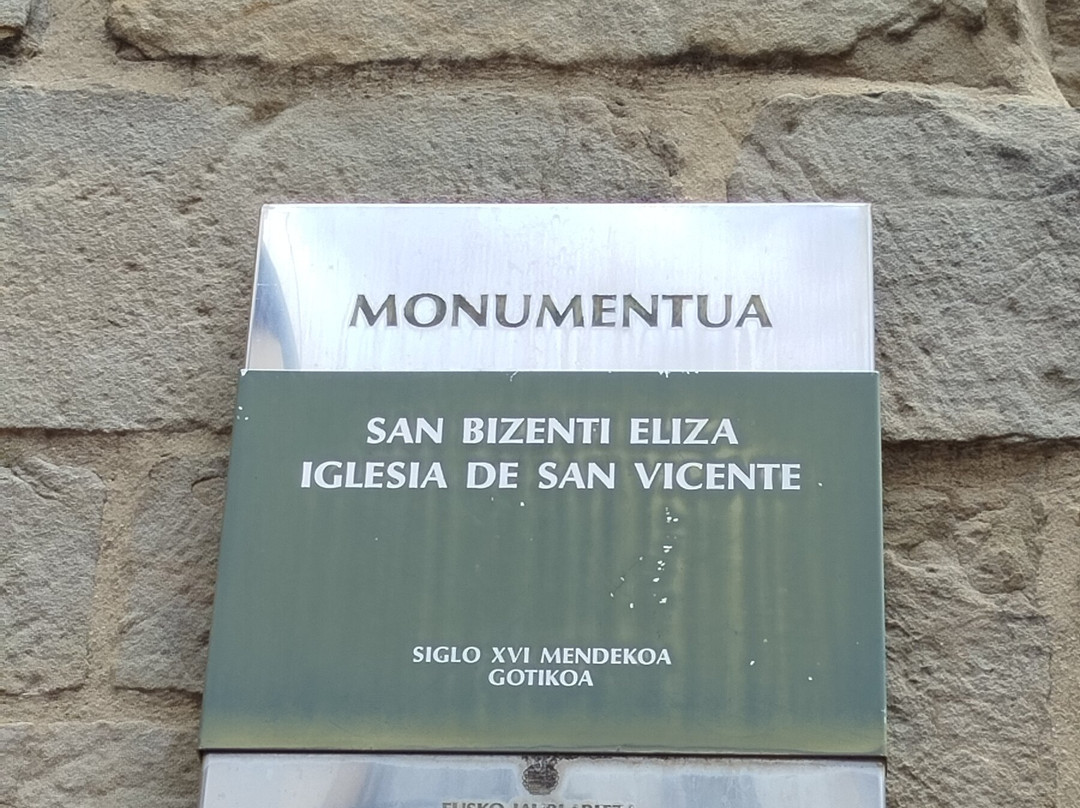 MONUMENTUA
SAN BIZENTI ELIZA
IGLESIA DE SAN VICENTE
SIGLO XVI MENDEKOA
GOTIKOA